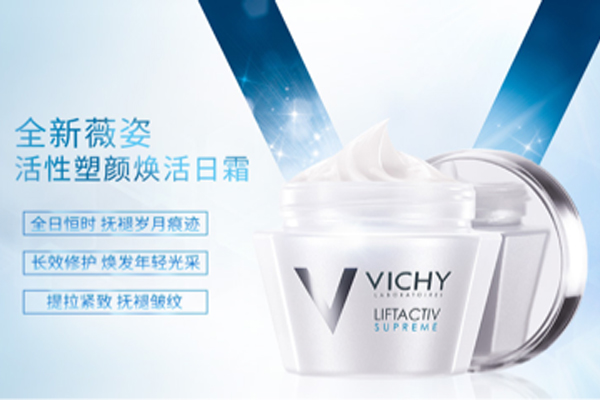 全新薇姿
活性塑颜焕活日霜
全日恒时 抚褪岁月痕迹
长效修护 焕发年轻光采
提拉紧致 抚褪皱纹
V
VICHY
LABORATOIRES
LIFTACTIV
SUPREME